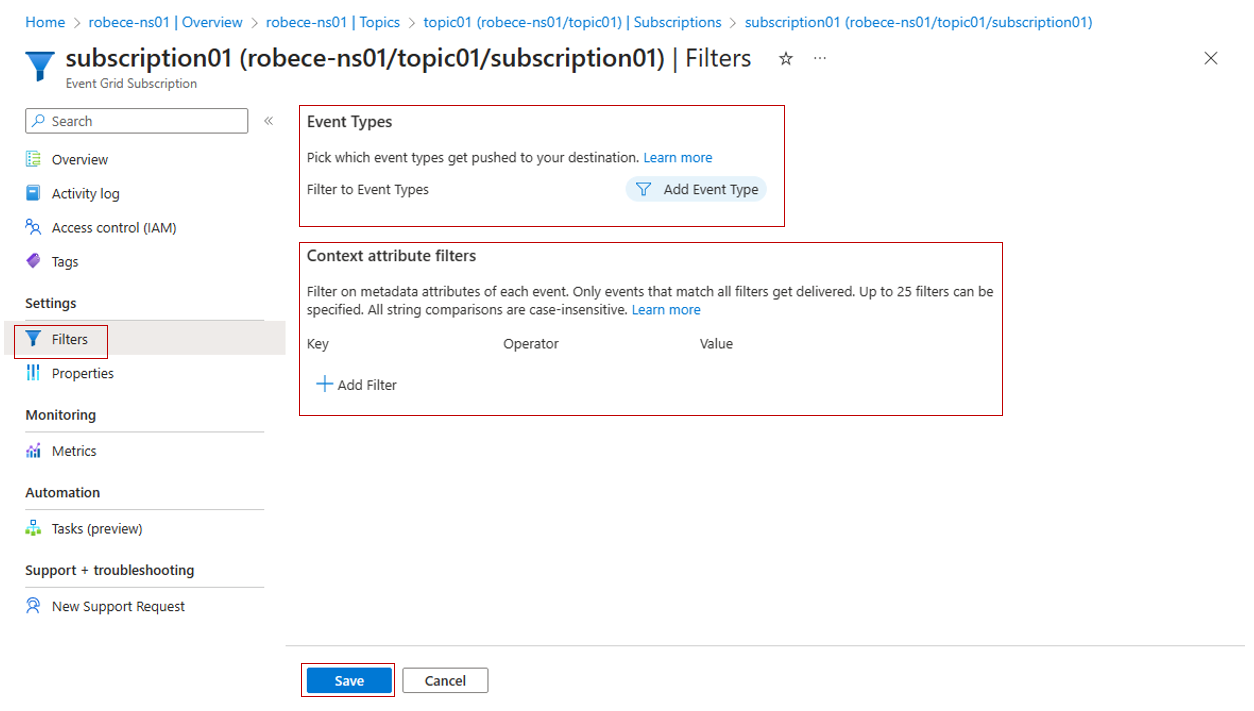 Home > robece-ns01 | Overview > robece-ns01 | Topics > topic01 (robece-ns01/topic01) | Subscriptions > subscription01 (robece-ns01/topic01/subscription01)
subscription01 (robece-ns01/topic01/subscription01) | Filters
Event Grid Subscription
Search
Overview
Activity log
Access control (IAM)
Tags
Settings
Filters
Properties
Monitoring
Metrics
Automation
Tasks (preview)
Support + troubleshooting
New Support Request
Event Types
Pick which event types get pushed to your destination. Learn more
Filter to Event Types
Add Event Type
Context attribute filters
Filter on metadata attributes of each event. Only events that match all filters get delivered. Up to 25 filters can be
specified. All string comparisons are case-insensitive. Learn more
Key Operator Value
Add Filter
Save Cancel